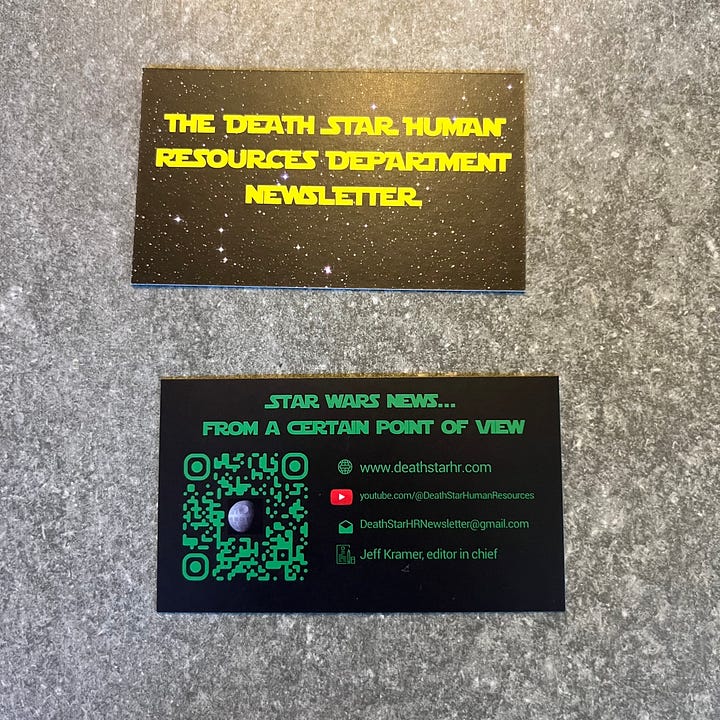 THE DEATH STAR HUMAN
RESOURCES DEPARTMENT
NEWSLETTER.
STAR WARS NEWS...
FROM A CERTAIN POINT OF VIEW
www.deathstarhr.com
youtube.com/@DeathStarHumanResources
DeathStarHRNewsletter@gmail.com
Jeff Kramer, editor in chief